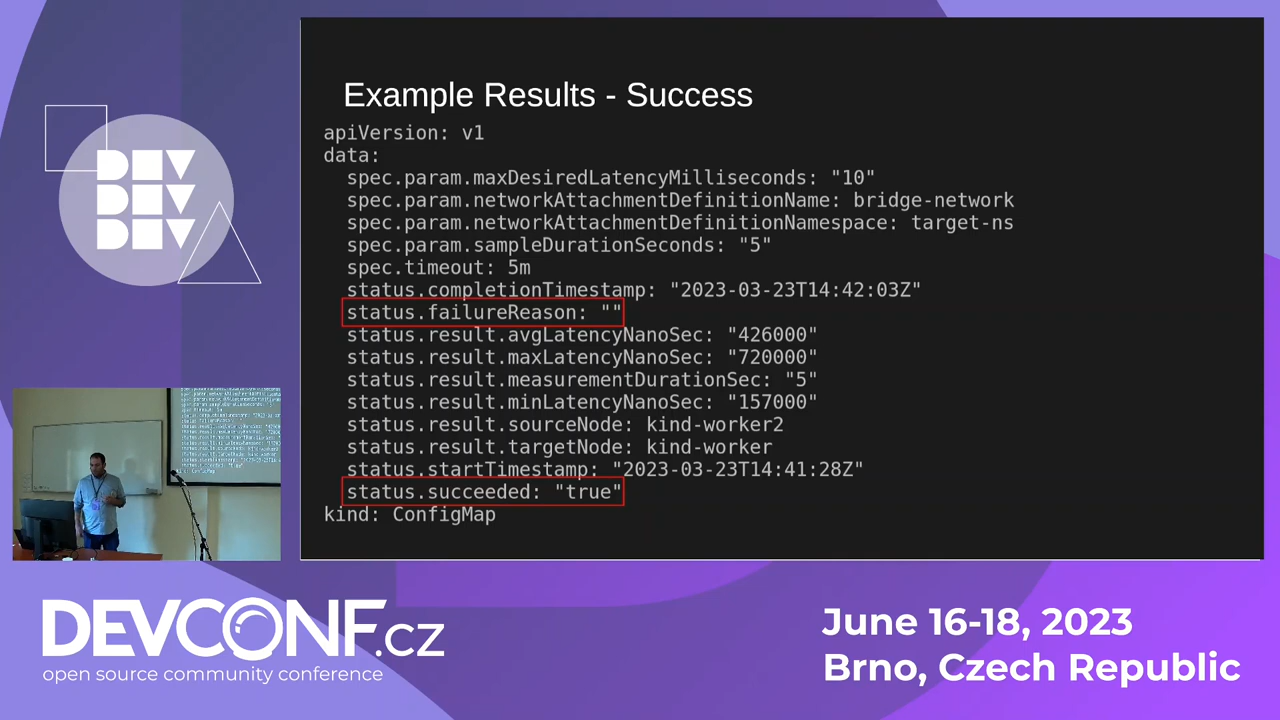 DEV
DEV
DEV
Example Results - Success
apiVersion: v1
data:
spec.param.maxDesiredLatencyMilliseconds: "10"
spec.param.networkAttachmentDefinitionName: bridge-network
spec.param.networkAttachmentDefinitionNamespace: target-ns
spec.param.sampleDurationSeconds: "5"
spec.timeout: 5m
status.completionTimestamp: "2023-03-23T14:42:03Z"
status.failureReason: ""
status.result.avgLatencyNanoSec: "426000"
status.result.maxLatencyNanoSec: "720000"
status.result.measurementDurationSec: "5"
status.result.minLatencyNanoSec: "157000"
status.result.sourceNode: kind-worker2
status.result.targetNode: kind-worker
status.startTimestamp: "2023-03-23T14:41:28Z"
status.succeeded: "true"
kind: ConfigMap
DEVCONF.cz
open source community conference
June 16-18, 2023
Brno, Czech Republic